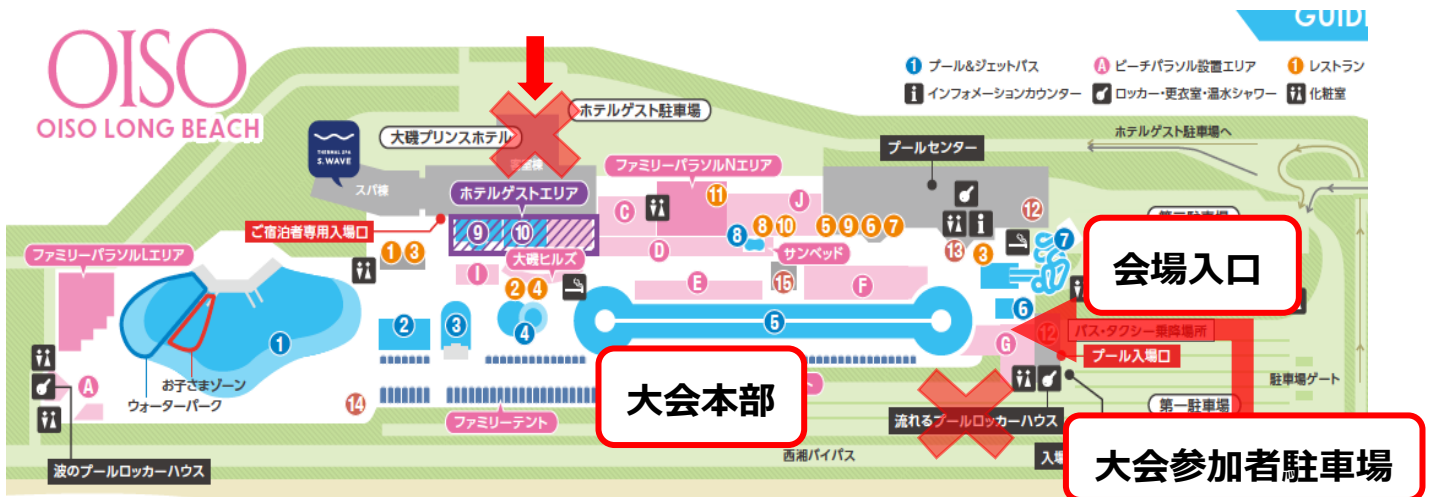 GUIDE
OISO
OISO LONG BEACH
1 プール&ジェットバス
A ビーチパラソル設置エリア
1 レストラン
i インフォメーションカウンター
ロッカー・更衣室・温水シャワー
化粧室
ホテルゲスト駐車場
大磯プリンスホテル
ホテルゲスト駐車場へ
THERMAL SPA
S.WAVE
プールセンター
ファミリーパラソルNエリア
スパ棟
ホテルゲストエリア
ご宿泊者専用入場口
ファミリーパラソルLエリア
大磯ヒルズ
サンベッド
会場入口
バス・タクシー乗降場所
プール入場口
お子さまゾーン
ウォーターパーク
駐車場ゲート
大会本部
ファミリーテント
第一駐車場
流れるプールロッカーハウス
西湘バイパス
大会参加者駐車場
波のプールロッカーハウス